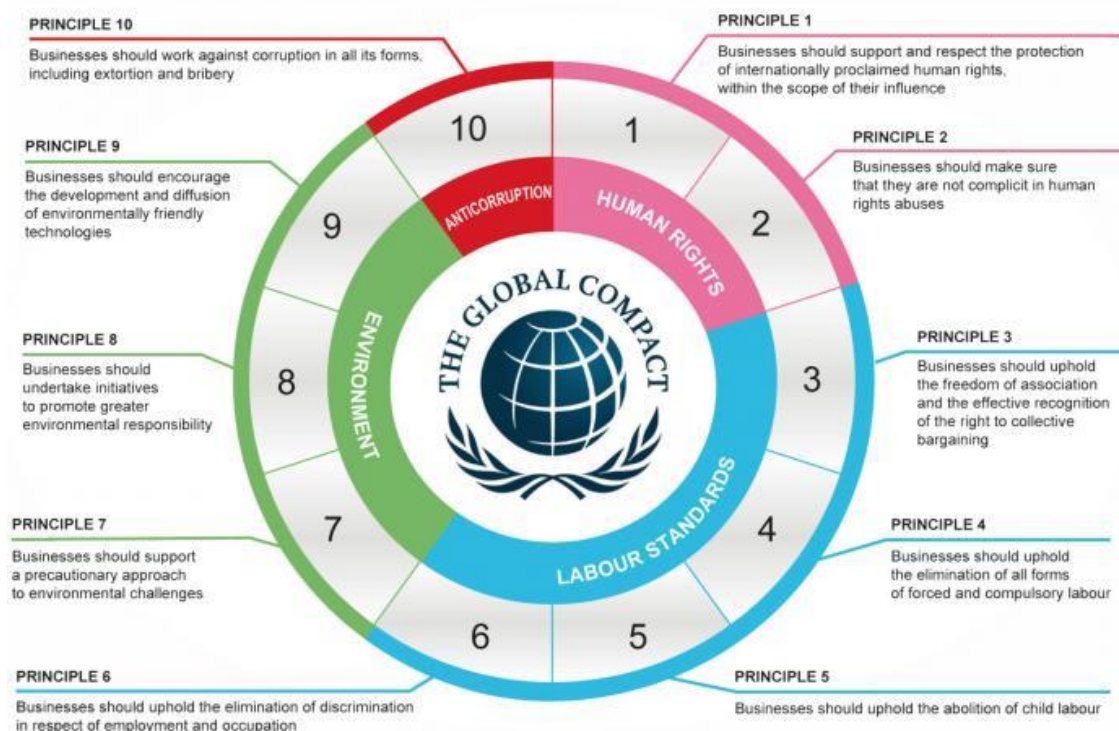 PRINCIPLE 1
Businesses should support and respect the protection
of internationally proclaimed human rights,
within the scope of their influence
PRINCIPLE 2
Businesses should make sure
that they are not complicit in human
rights abuses
PRINCIPLE 3
Businesses should uphold
the freedom of association
and the effective recognition
of the right to collective
bargaining
PRINCIPLE 4
Businesses should uphold
the elimination of all forms
of forced and compulsory labour
PRINCIPLE 5
Businesses should uphold the abolition of child labour
PRINCIPLE 6
Businesses should uphold the elimination of discrimination
in respect of employment and occupation
PRINCIPLE 7
Businesses should support
a precautionary approach
to environmental challenges
PRINCIPLE 8
Businesses should
undertake initiatives
to promote greater
environmental responsibility
PRINCIPLE 9
Businesses should encourage
the development and diffusion
of environmentally friendly
technologies
PRINCIPLE 10
Businesses should work against corruption in all its forms,
including extortion and bribery
1
2
3
4
5
6
7
8
9
10
HUMAN RIGHTS
LABOUR STANDARDS
ENVIRONMENT
ANTICORRUPTION
THE GLOBAL COMPACT